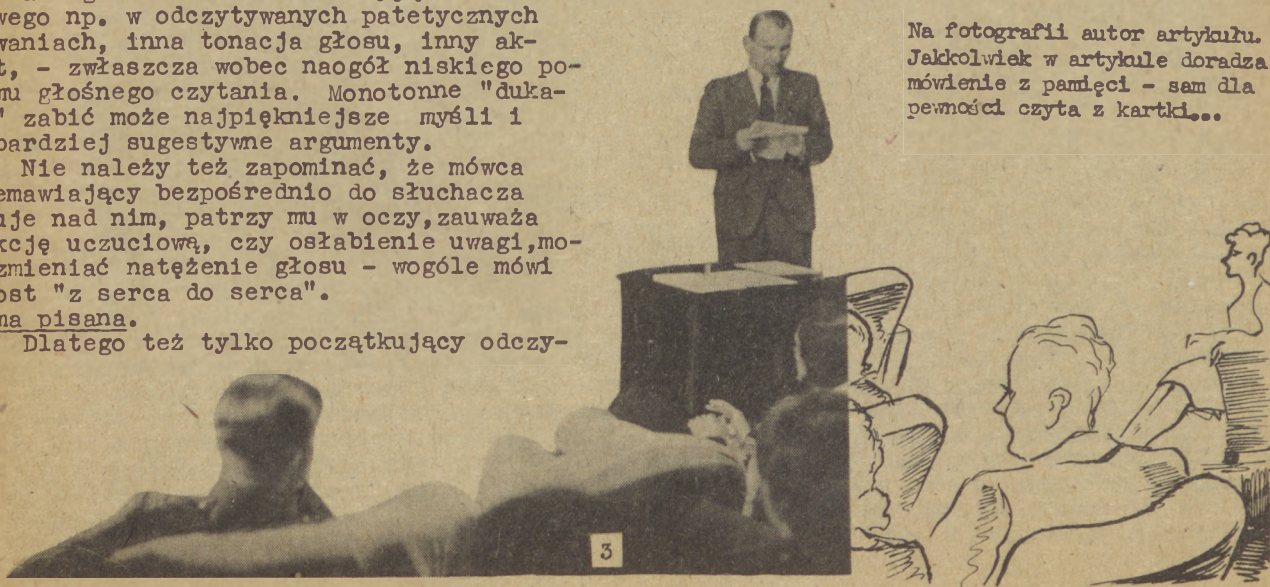 wego np. w odczytywanych patetycznych
waniach, inna tonacja głosu, inny ak-
t, - zwłaszcza wobec naogół niskiego po-
mu głośnego czytania. Monotonne "duka-
" zabić może najpiękniejsze myśli i
bardziej sugestywne argumenty.
Nie należy też zapominać, że mówca
emawiający bezpośrednio do słuchacza
uje nad nim, patrzy mu w oczy,zauważa
kcję uczuciową, czy osłabienie uwagi,mo-
zmieniać natężenie głosu - wogóle mówi
ost "z serca do serca".
ma pisana.
Dlatego też tylko początkujący odczy-
Na fotografii autor artykułu.
Jakkolwiek w artykule doradza
mówienie z pamięci - sam dla
pewności czyta z kartki...
3